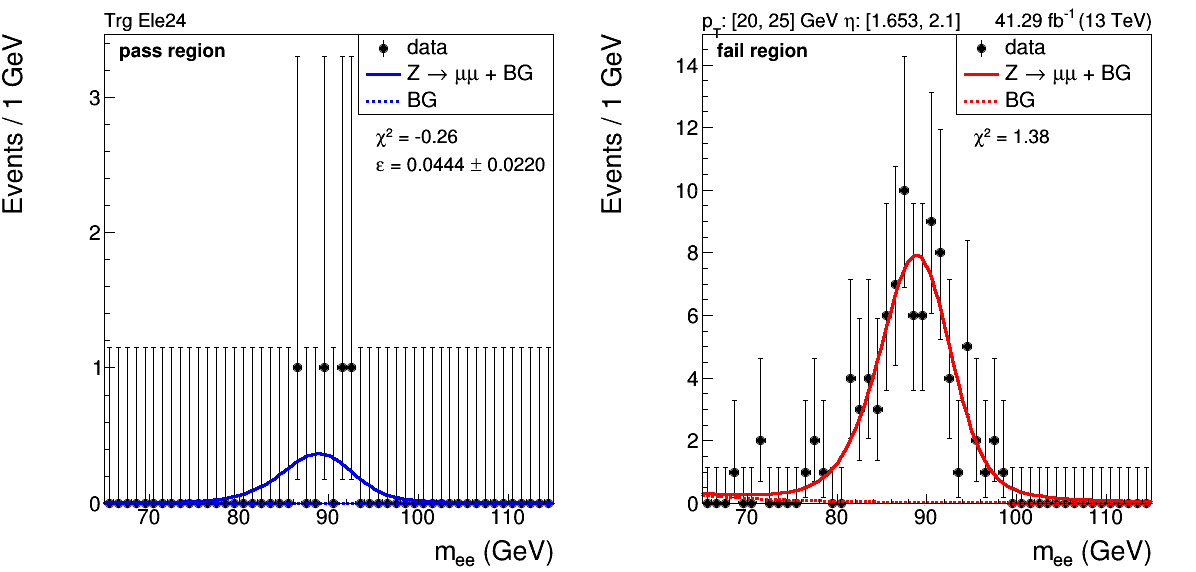 Trg Ele24
pass region
data
Z → μμ + BG
BG
χ² = -0.26
ε = 0.0444 ± 0.0220
Events / 1 GeV
3
2
1
0
70 80 90 100 110
m_ee (GeV)
p_T: [20, 25] GeV η: [1.653, 2.1] 41.29 fb⁻¹ (13 TeV)
fail region
data
Z → μμ + BG
BG
χ² = 1.38
Events / 1 GeV
14
12
10
8
6
4
2
0
70 80 90 100 110
m_ee (GeV)